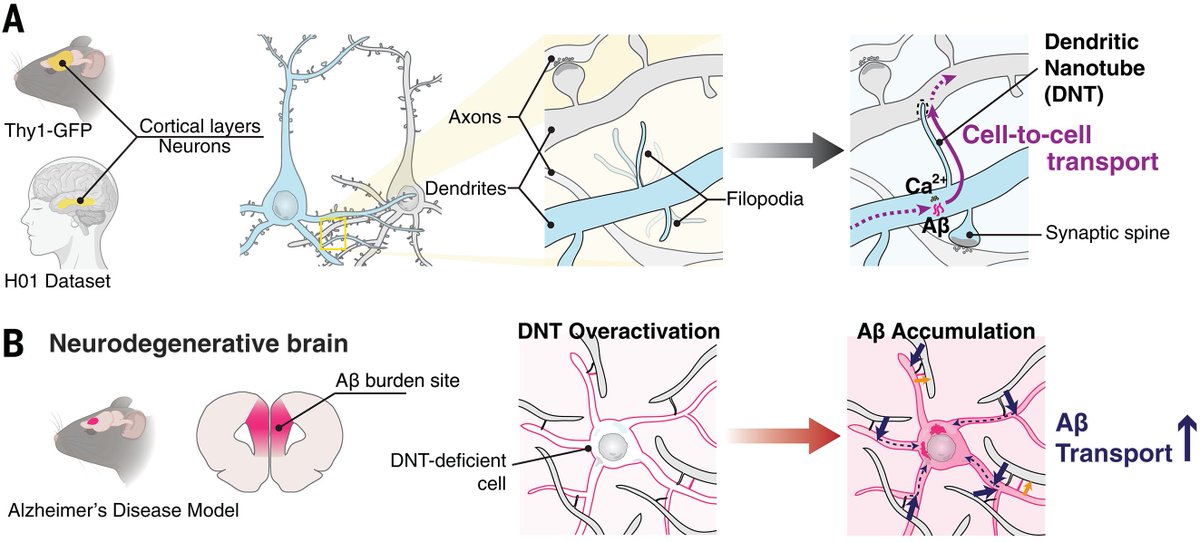 A
Thy1-GFP
H01 Dataset
Cortical layers
Neurons
Axons
Dendrites
Filopodia
Dendritic
Nanotube
(DNT)
Cell-to-cell
transport
Ca2+
Aβ
Synaptic spine
B
Neurodegenerative brain
Alzheimer’s Disease Model
Aβ burden site
DNT Overactivation
DNT-deficient
cell
Aβ Accumulation
Aβ
Transport